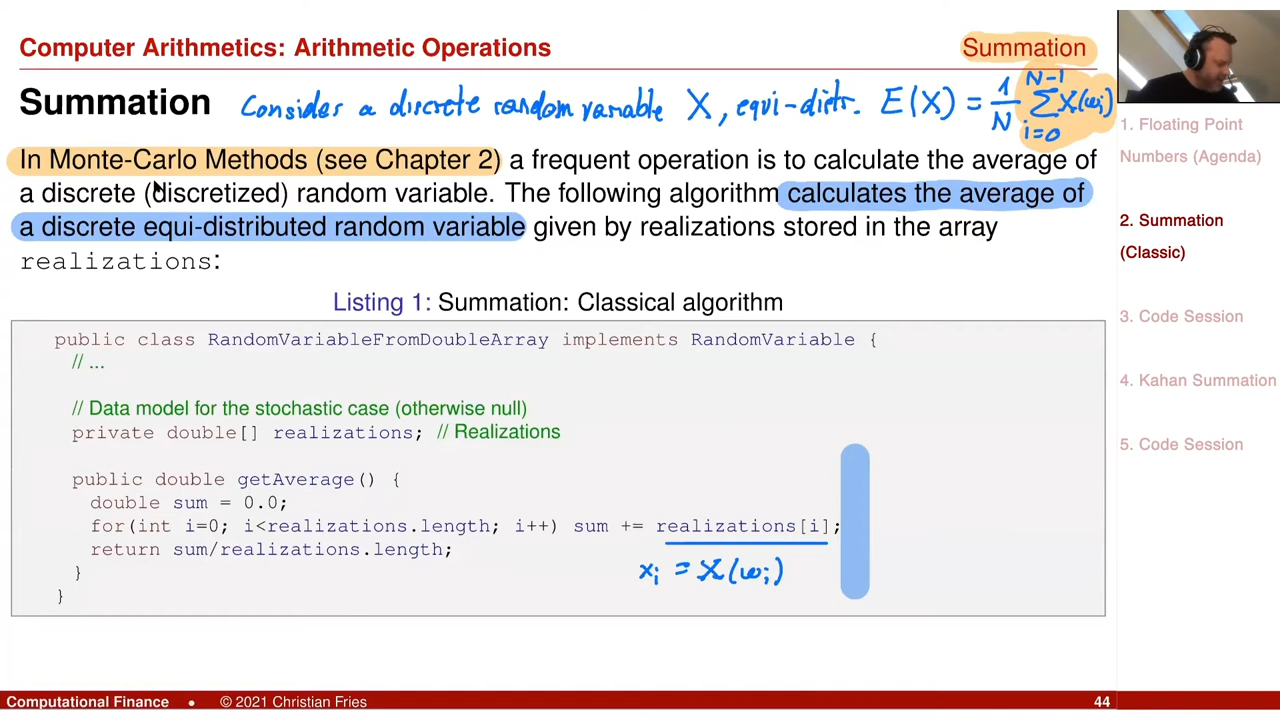 Computer Arithmetics: Arithmetic Operations
Summation
Summation Consider a discrete random variable X, equi-distr. E(X) = 1/N ∑_{i=0}^{N-1} X(ω_i)
In Monte-Carlo Methods (see Chapter 2) a frequent operation is to calculate the average of
a discrete (discretized) random variable. The following algorithm calculates the average of
a discrete equi-distributed random variable given by realizations stored in the array
realizations:
Listing 1: Summation: Classical algorithm
public class RandomVariableFromDoubleArray implements RandomVariable {
// ...
// Data model for the stochastic case (otherwise null)
private double[] realizations; // Realizations
public double getAverage() {
double sum = 0.0;
for(int i=0; i<realizations.length; i++) sum += realizations[i];
return sum/realizations.length;
x_i = X(ω_i)
}
}
1. Floating Point
Numbers (Agenda)
2. Summation
(Classic)
3. Code Session
4. Kahan Summation
5. Code Session
Computational Finance • © 2021 Christian Fries 44